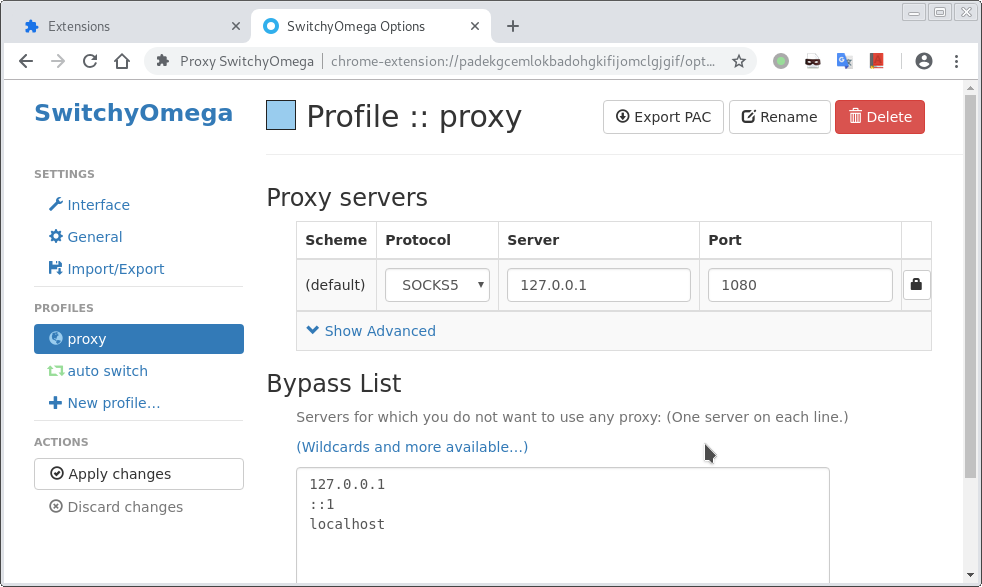 Extensions
SwitchyOmega Options
Proxy SwitchyOmega
chrome-extension://padekgcemlokbadohgkifijomclgjgif/opt...
SwitchyOmega
Profile :: proxy
Export PAC
Rename
Delete
SETTINGS
Interface
General
Import/Export
PROFILES
proxy
auto switch
New profile...
ACTIONS
Apply changes
Discard changes
Proxy servers
Scheme Protocol Server Port
(default) SOCKS5 127.0.0.1 1080
Show Advanced
Bypass List
Servers for which you do not want to use any proxy: (One server on each line.)
(Wildcards and more available...)
127.0.0.1
::1
localhost